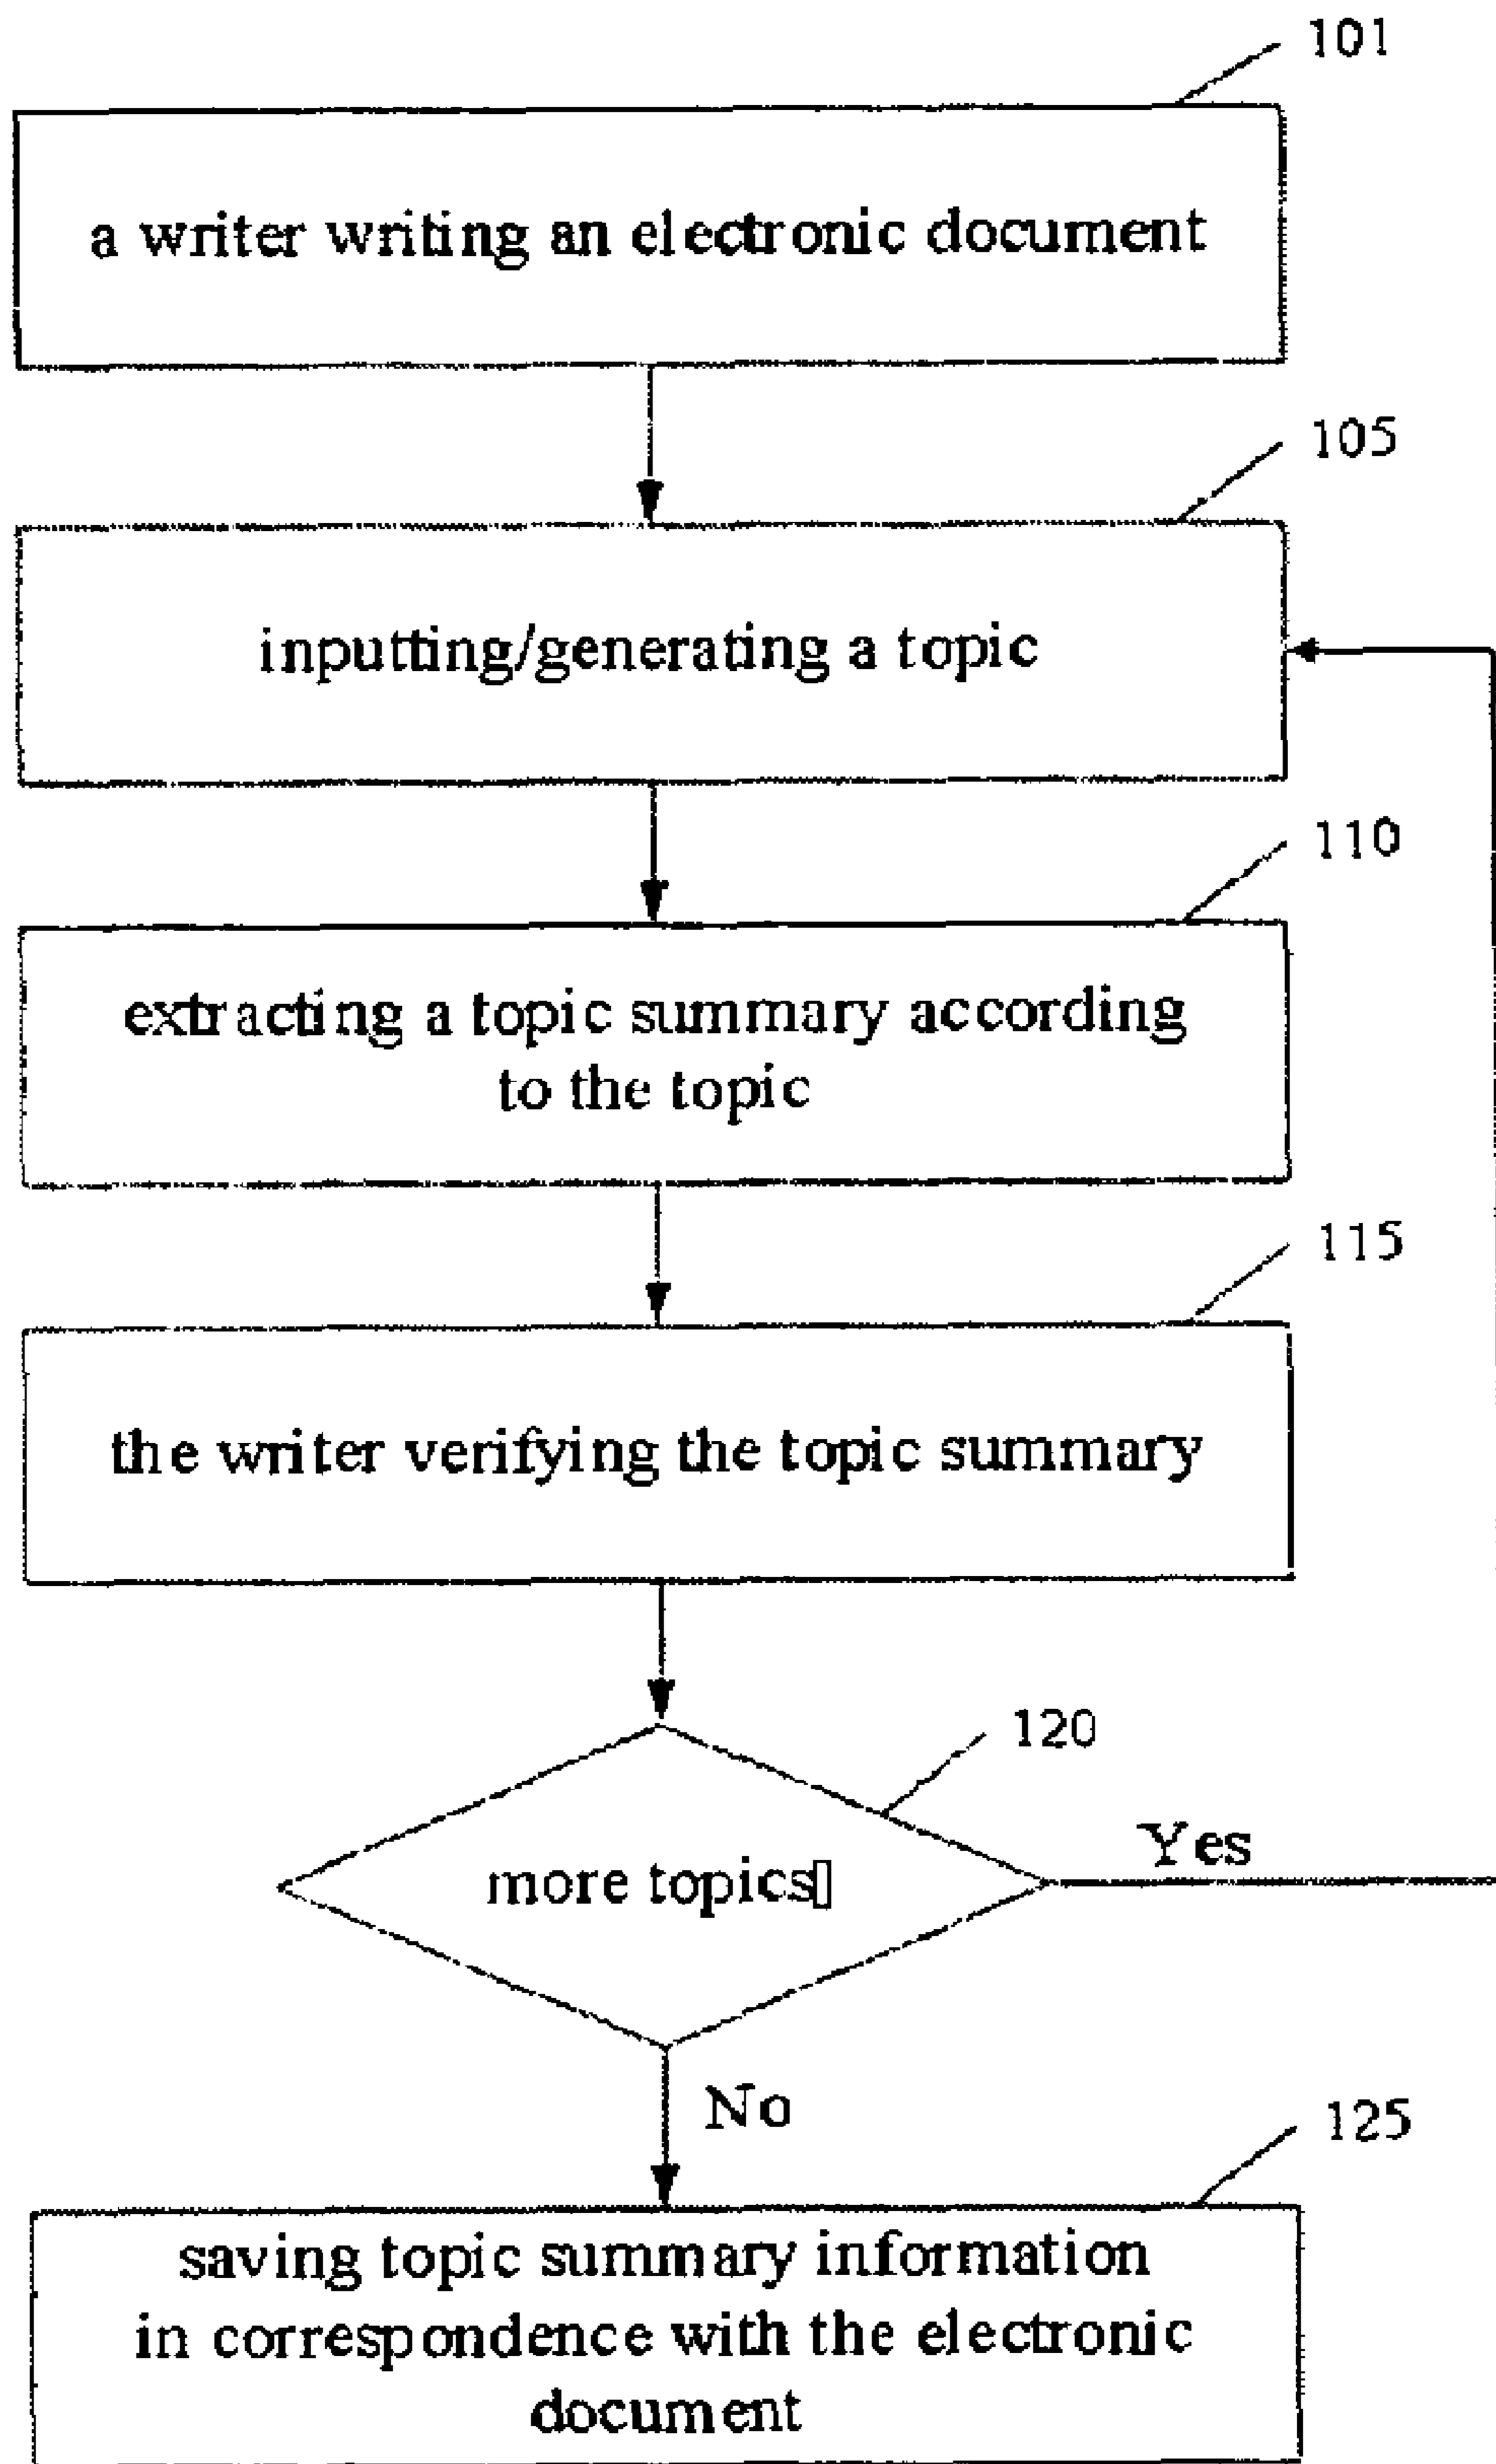 101
a writer writing an electronic document
105
inputting/generating a topic
110
extracting a topic summary according
to the topic
115
the writer verifying the topic summary
120
more topics▯
Yes
No
125
saving topic summary information
in correspondence with the electronic
document